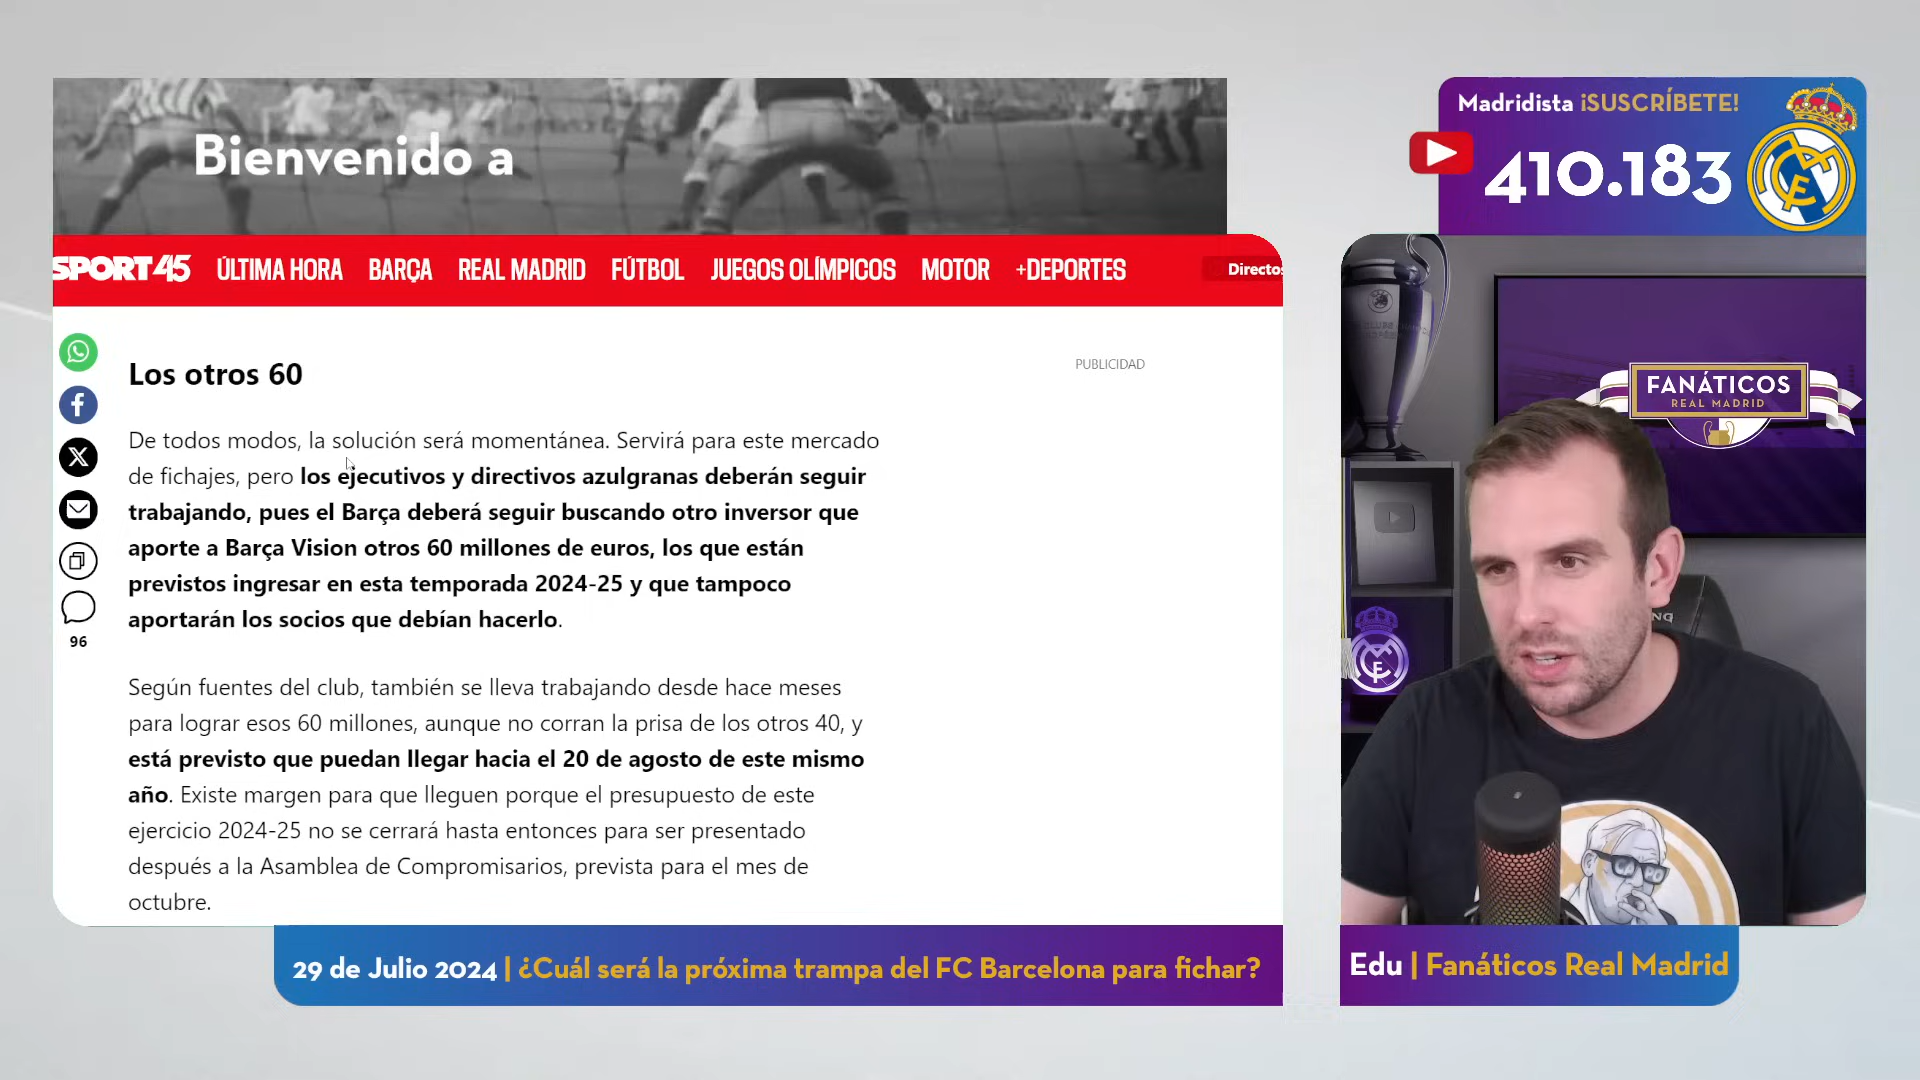 Bienvenido a
Madridista ¡SUSCRÍBETE!
410.183
SPORT 45 ÚLTIMA HORA BARÇA REAL MADRID FÚTBOL JUEGOS OLÍMPICOS MOTOR +DEPORTES Directos
Los otros 60
PUBLICIDAD
De todos modos, la solución será momentánea. Servirá para este mercado
de fichajes, pero los ejecutivos y directivos azulgranas deberán seguir
trabajando, pues el Barça deberá seguir buscando otro inversor que
aporte a Barça Vision otros 60 millones de euros, los que están
previstos ingresar en esta temporada 2024-25 y que tampoco
aportarán los socios que debían hacerlo.
96
Según fuentes del club, también se lleva trabajando desde hace meses
para lograr esos 60 millones, aunque no corran la prisa de los otros 40, y
está previsto que puedan llegar hacia el 20 de agosto de este mismo
año. Existe margen para que lleguen porque el presupuesto de este
ejercicio 2024-25 no se cerrará hasta entonces para ser presentado
después a la Asamblea de Compromisarios, prevista para el mes de
octubre.
FANÁTICOS
REAL MADRID
29 de Julio 2024 | ¿Cuál será la próxima trampa del FC Barcelona para fichar?
Edu | Fanáticos Real Madrid